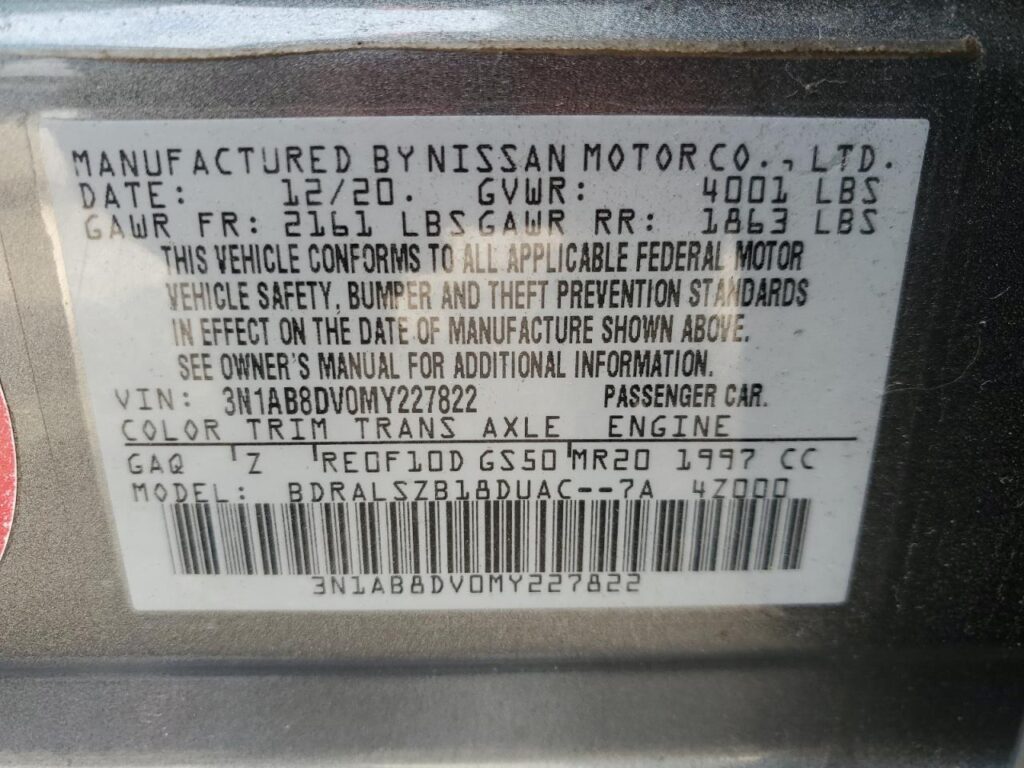 MANUFACTURED BY NISSAN MOTOR CO., LTD.
DATE: 12/20. GVWR: 4001 LBS
GAWR FR: 2161 LBS GAWR RR: 1863 LBS
THIS VEHICLE CONFORMS TO ALL APPLICABLE FEDERAL MOTOR
VEHICLE SAFETY, BUMPER AND THEFT PREVENTION STANDARDS
IN EFFECT ON THE DATE OF MANUFACTURE SHOWN ABOVE.
SEE OWNER'S MANUAL FOR ADDITIONAL INFORMATION.
VIN: 3N1AB8DV0MY227822 PASSENGER CAR.
COLOR TRIM TRANS AXLE ENGINE
GAQ Z RE0F10D GS50 MR20 1997 CC
MODEL: BDRALSZB18DUAC--7A 4Z000
3N1AB8DV0MY227822